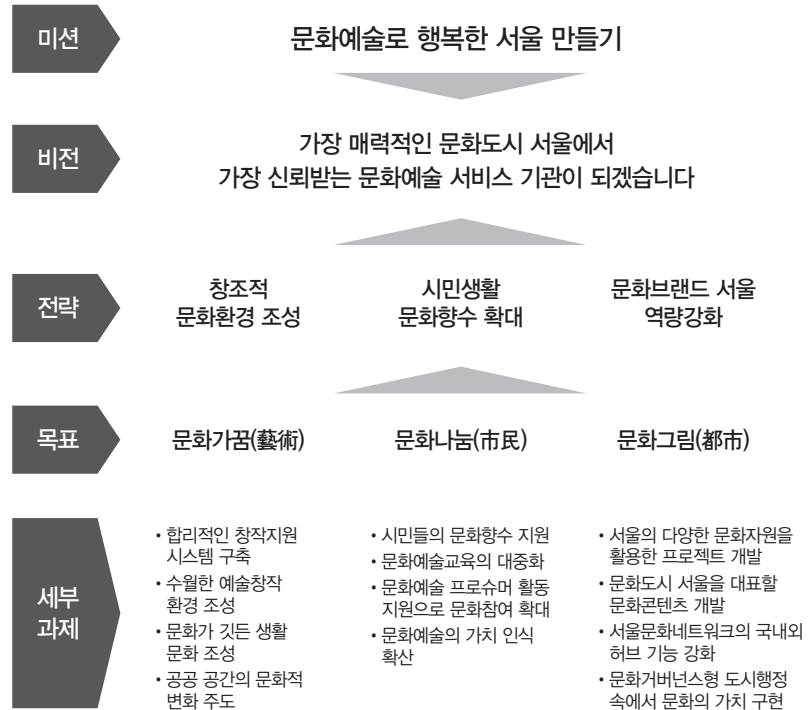 미션
문화예술로 행복한 서울 만들기
비전
가장 매력적인 문화도시 서울에서
가장 신뢰받는 문화예술 서비스 기관이 되겠습니다
전략
창조적
문화환경 조성
시민생활
문화향수 확대
문화브랜드 서울
역량강화
목표
문화가꿈(藝術)
문화나눔(市民)
문화그림(都市)
세부
과제
• 합리적인 창작지원
시스템 구축
• 수월한 예술창작
환경 조성
• 문화가 깃든 생활
문화 조성
• 공공 공간의 문화적
변화 주도
• 시민들의 문화향수 지원
• 문화예술교육의 대중화
• 문화예술 프로슈머 활동
지원으로 문화참여 확대
• 문화예술의 가치 인식
확산
• 서울의 다양한 문화자원을
활용한 프로젝트 개발
• 문화도시 서울을 대표할
문화콘텐츠 개발
• 서울문화네트워크의 국내외
허브 기능 강화
• 문화거버넌스형 도시행정
속에서 문화의 가치 구현